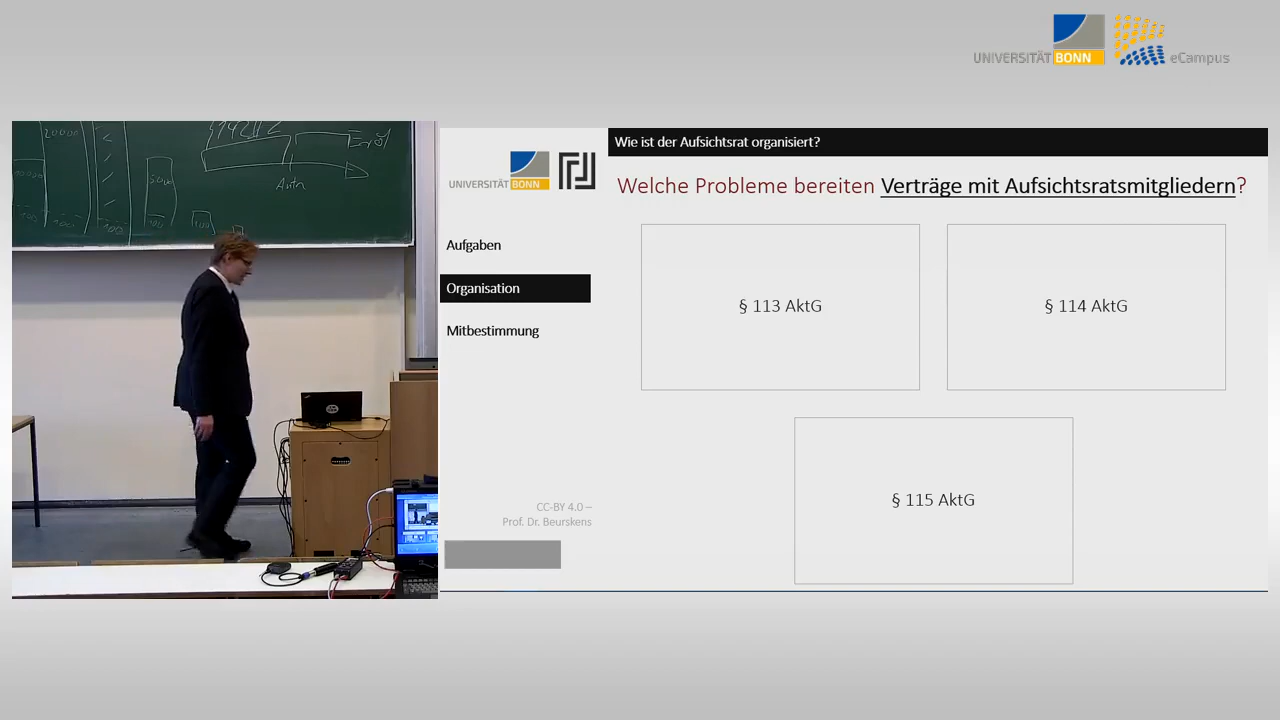 UNIVERSITÄT BONN
eCampus
20000
Wie ist der Aufsichtsrat organisiert?
UNIVERSITÄT BONN
Welche Probleme bereiten Verträge mit Aufsichtsratsmitgliedern?
Aufgaben
Organisation
Mitbestimmung
§ 113 AktG
§ 114 AktG
§ 115 AktG
CC-BY 4.0 –
Prof. Dr. Beurskens